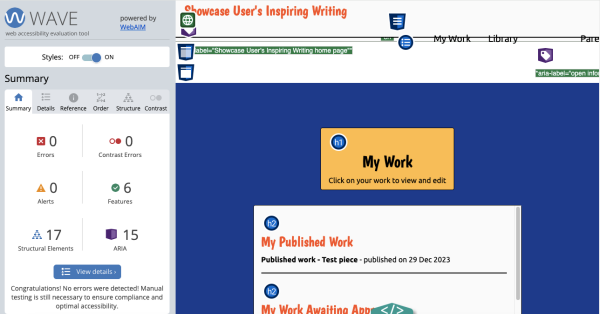 WAVE
web accessibility evaluation tool
powered by
WebAIM
Styles: OFF ON
Summary
Summary Details Reference Order Structure Contrast
0 0
Errors Contrast Errors
0 6
Alerts Features
17 15
Structural Elements ARIA
View details ›
Congratulations! No errors were detected! Manual
testing is still necessary to ensure compliance and
optimal accessibility.
Showcase User's Inspiring Writing
label="Showcase User's Inspiring Writing home page"
My Work Library Pare
*aria-label="open infor
h1
My Work
Click on your work to view and edit
h2
My Published Work
Published work - Test piece - published on 29 Dec 2023
h2
My Work Awaiting App
</>